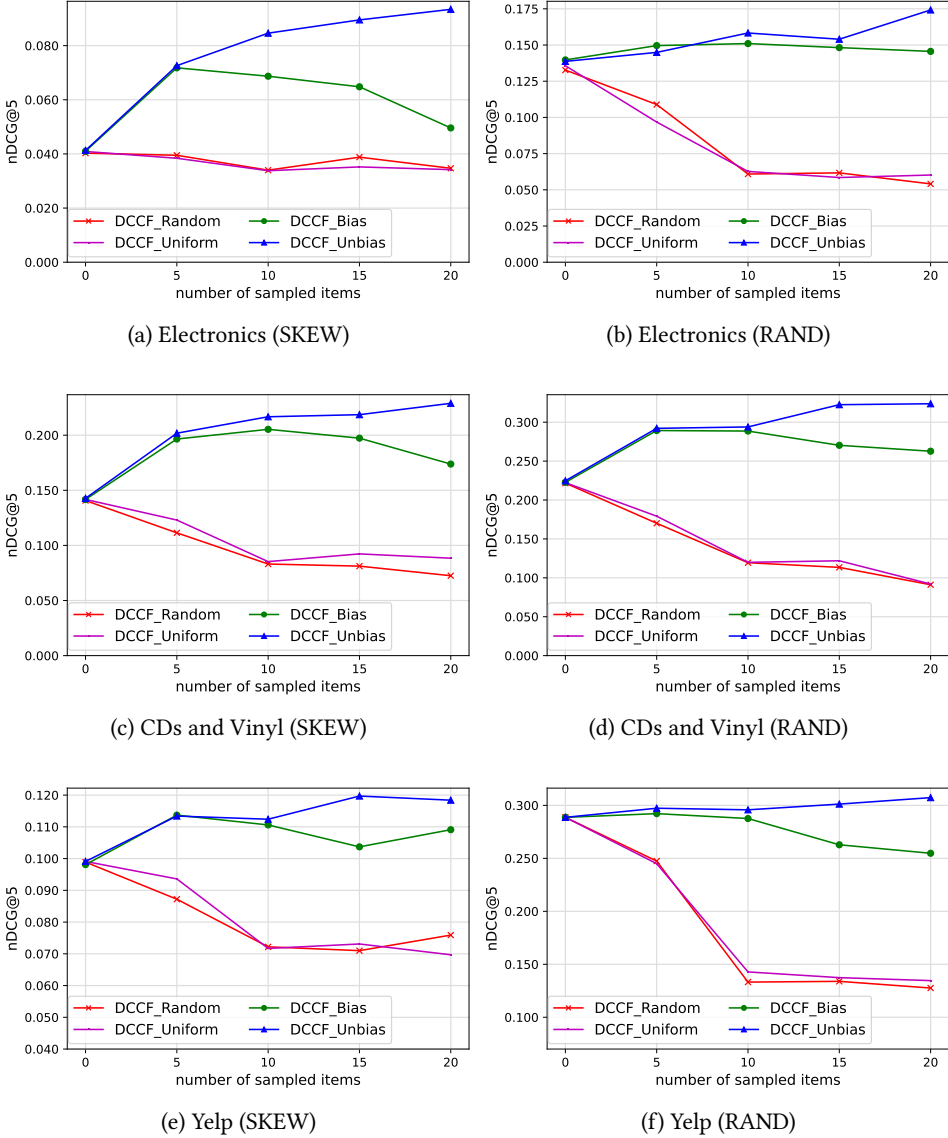 0.080
0.060
0.040
0.020
0.000
nDCG@5
DCCF_Random
DCCF_Uniform
DCCF_Bias
DCCF_Unbias
0 5 10 15 20
number of sampled items
(a) Electronics (SKEW)
0.175
0.150
0.125
0.100
0.075
0.050
0.025
0.000
nDCG@5
DCCF_Random
DCCF_Uniform
DCCF_Bias
DCCF_Unbias
0 5 10 15 20
number of sampled items
(b) Electronics (RAND)
0.200
0.150
0.100
0.050
0.000
nDCG@5
DCCF_Random
DCCF_Uniform
DCCF_Bias
DCCF_Unbias
0 5 10 15 20
number of sampled items
(c) CDs and Vinyl (SKEW)
0.300
0.250
0.200
0.150
0.100
0.050
0.000
nDCG@5
DCCF_Random
DCCF_Uniform
DCCF_Bias
DCCF_Unbias
0 5 10 15 20
number of sampled items
(d) CDs and Vinyl (RAND)
0.120
0.110
0.100
0.090
0.080
0.070
0.060
0.050
0.040
nDCG@5
DCCF_Random
DCCF_Uniform
DCCF_Bias
DCCF_Unbias
0 5 10 15 20
number of sampled items
(e) Yelp (SKEW)
0.300
0.250
0.200
0.150
0.100
nDCG@5
DCCF_Random
DCCF_Uniform
DCCF_Bias
DCCF_Unbias
0 5 10 15 20
number of sampled items
(f) Yelp (RAND)